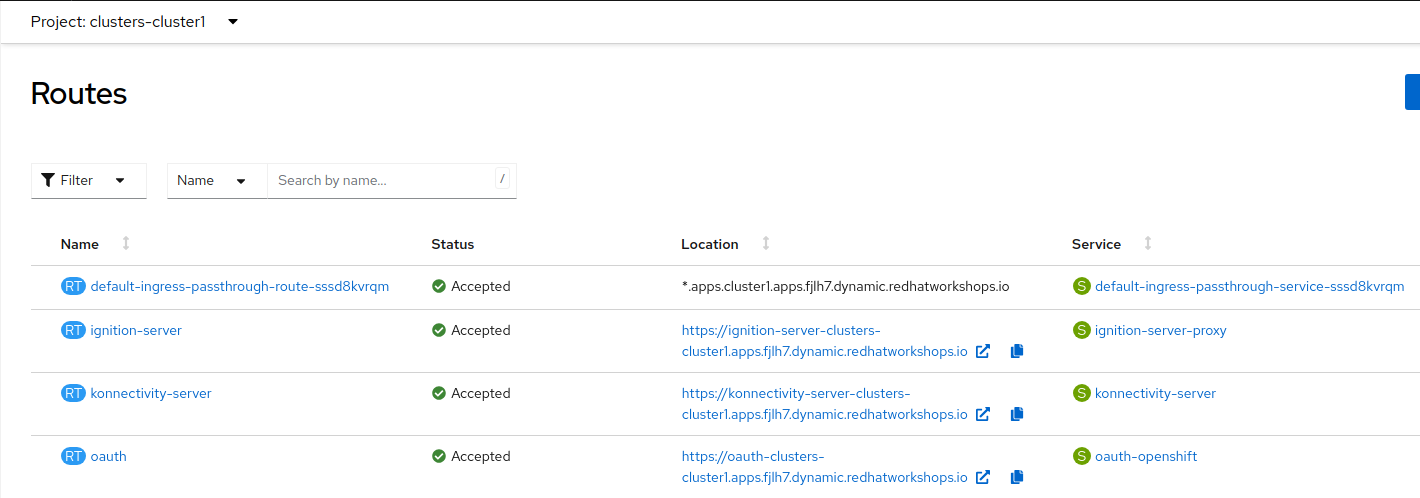 Project: clusters-cluster1
Routes
Filter Name Search by name... /
Name Status Location Service
RT default-ingress-passthrough-route-sssd8kvrqm Accepted *.apps.cluster1.apps.fjlh7.dynamic.redhatworkshops.io S default-ingress-passthrough-service-sssd8kvrqm
RT ignition-server Accepted https://ignition-server-clusters- S ignition-server-proxy
cluster1.apps.fjlh7.dynamic.redhatworkshops.io
RT konnectivity-server Accepted https://konnectivity-server-clusters- S konnectivity-server
cluster1.apps.fjlh7.dynamic.redhatworkshops.io
RT oauth Accepted https://oauth-clusters- S oauth-openshift
cluster1.apps.fjlh7.dynamic.redhatworkshops.io